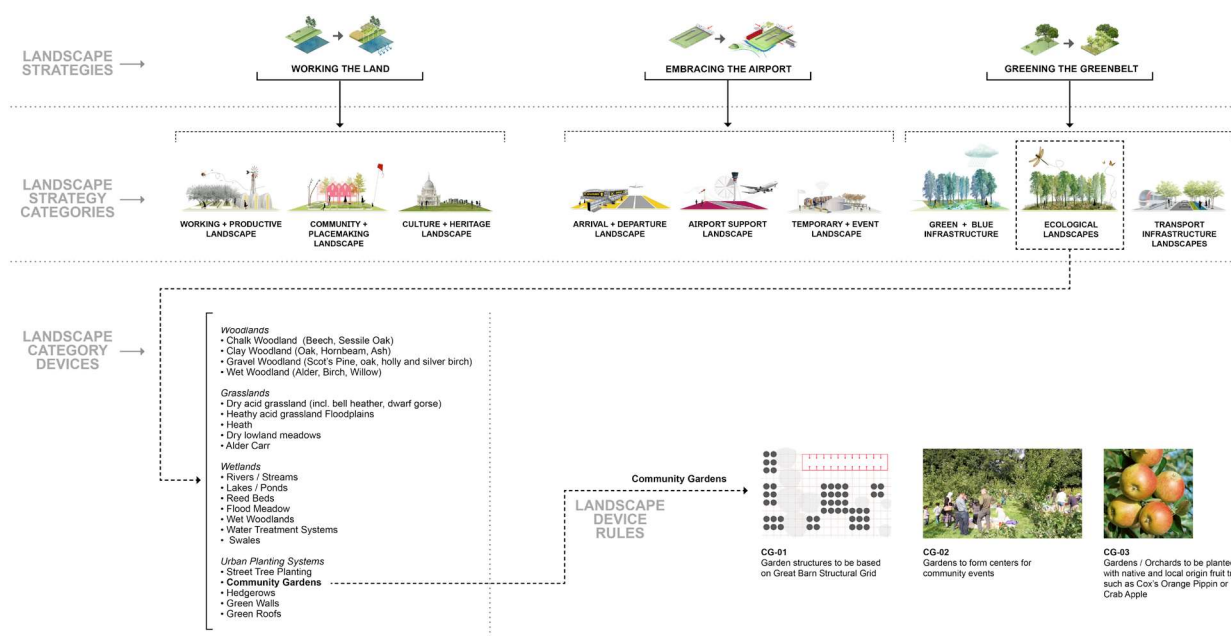 LANDSCAPE
STRATEGIES
WORKING THE LAND
EMBRACING THE AIRPORT
GREENING THE GREENBELT
LANDSCAPE
STRATEGY
CATEGORIES
WORKING + PRODUCTIVE
LANDSCAPE
COMMUNITY +
PLACEMAKING
LANDSCAPE
CULTURE + HERITAGE
LANDSCAPE
ARRIVAL + DEPARTURE
LANDSCAPE
AIRPORT SUPPORT
LANDSCAPE
TEMPORARY + EVENT
LANDSCAPE
GREEN + BLUE
INFRASTRUCTURE
ECOLOGICAL
LANDSCAPES
TRANSPORT
INFRASTRUCTURE
LANDSCAPES
LANDSCAPE
CATEGORY
DEVICES
Woodlands
• Chalk Woodland (Beech, Sessile Oak)
• Clay Woodland (Oak, Hornbeam, Ash)
• Gravel Woodland (Scot's Pine, oak, holly and silver birch)
• Wet Woodland (Alder, Birch, Willow)
Grasslands
• Dry acid grassland (incl. bell heather, dwarf gorse)
• Heathy acid grassland Floodplains
• Heath
• Dry lowland meadows
• Alder Carr
Wetlands
• Rivers / Streams
• Lakes / Ponds
• Reed Beds
• Flood Meadow
• Wet Woodlands
• Water Treatment Systems
• Swales
Urban Planting Systems
• Street Tree Planting
• Community Gardens
• Hedgerows
• Green Walls
• Green Roofs
LANDSCAPE
DEVICE
RULES
Community Gardens
CG-01
Garden structures to be based
on Great Barn Structural Grid
CG-02
Gardens to form centers for
community events
CG-03
Gardens / Orchards to be plante
with native and local origin fruit t
such as Cox's Orange Pippin or
Crab Apple